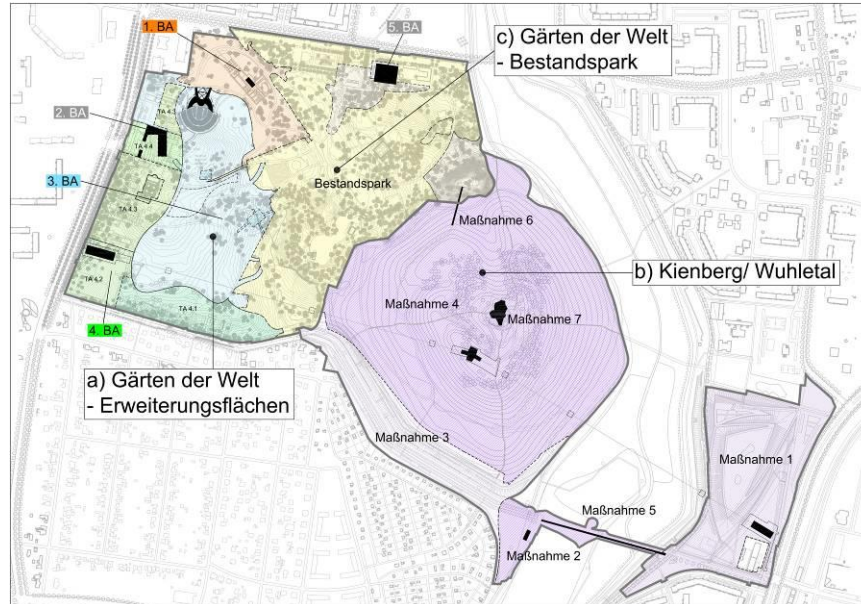 1. BA
5. BA
c) Gärten der Welt
- Bestandspark
2. BA
TA 4.4
3. BA
Bestandspark
TA 4.3
Maßnahme 6
b) Kienberg/ Wuhletal
Maßnahme 4
TA 4.2
TA 4.1
Maßnahme 7
4. BA
a) Gärten der Welt
- Erweiterungsflächen
Maßnahme 3
Maßnahme 1
Maßnahme 5
Maßnahme 2